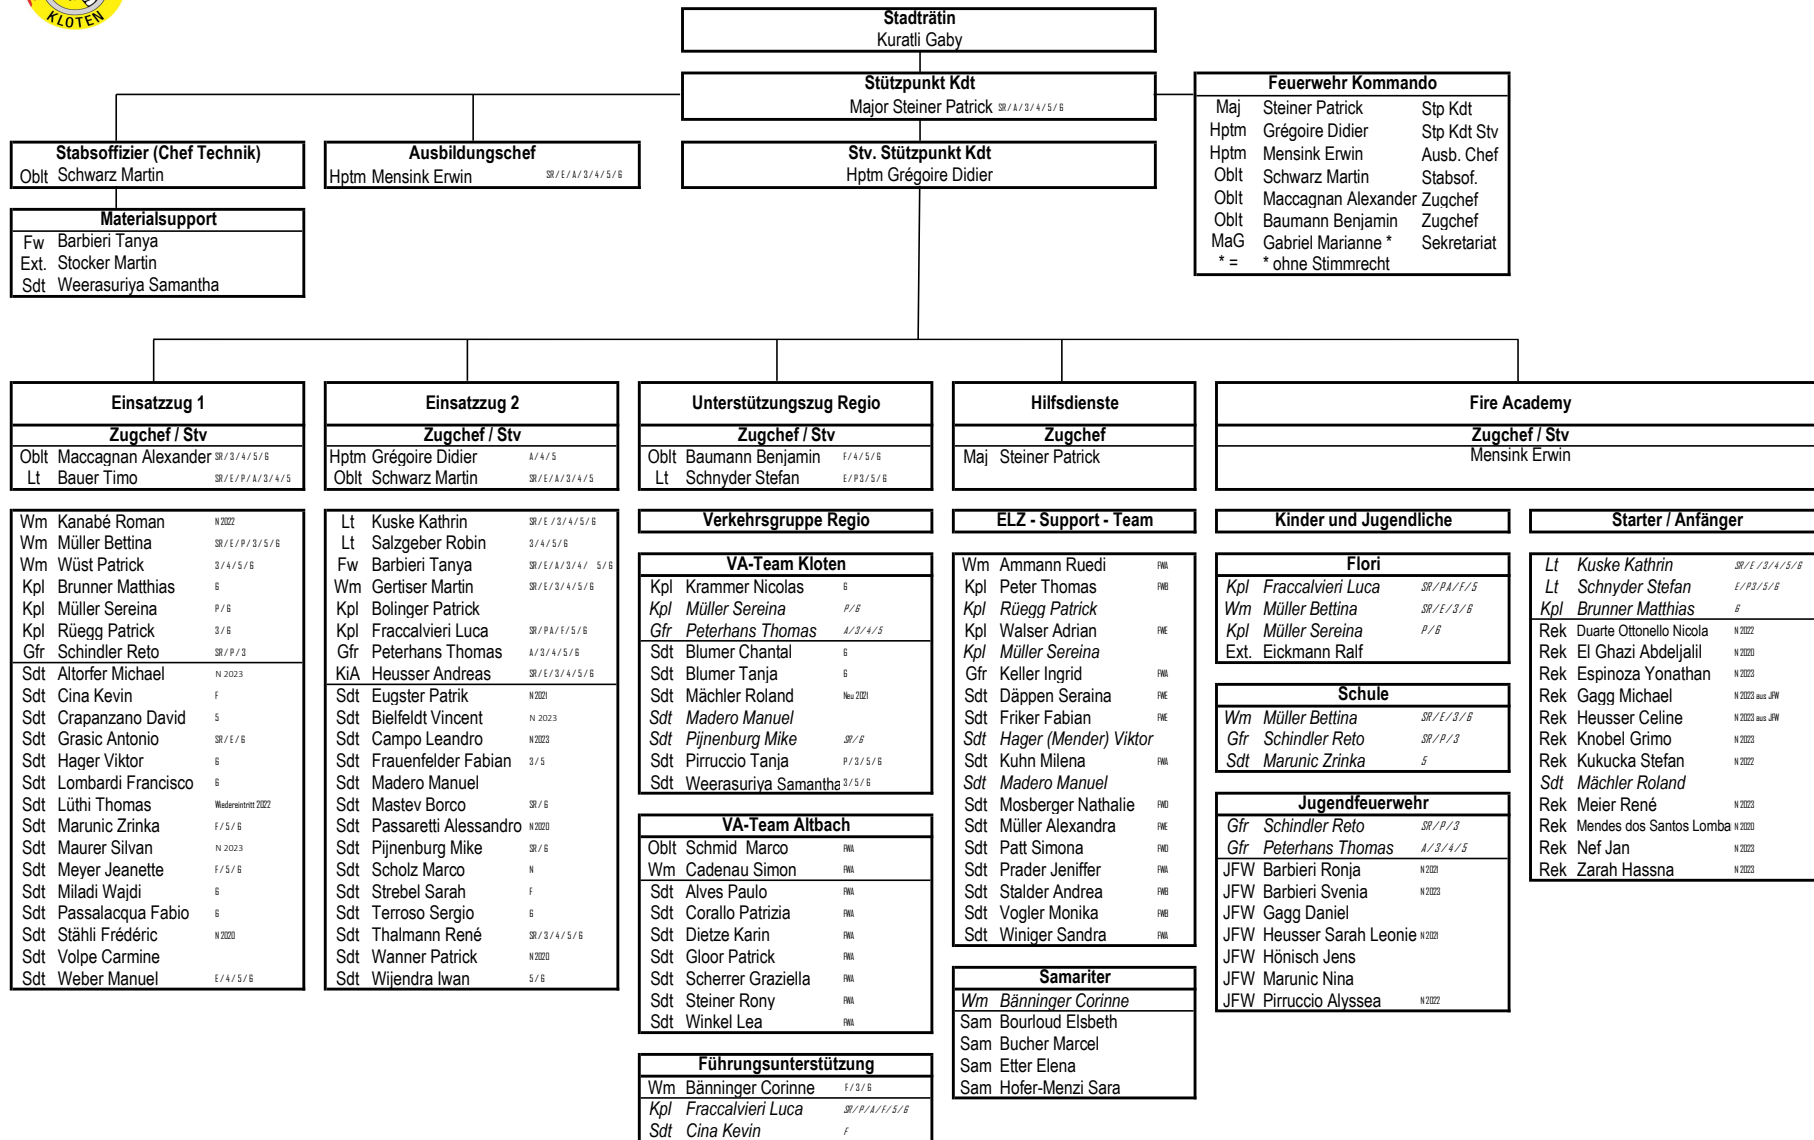 KLOTEN
Stadträtin
Kuratli Gaby
Stützpunkt Kdt
Major Steiner Patrick SR/A/3/4/5/6
Feuerwehr Kommando
Maj Steiner Patrick Stp Kdt
Hptm Grégoire Didier Stp Kdt Stv
Hptm Mensink Erwin Ausb. Chef
Oblt Schwarz Martin Stabsof.
Oblt Maccagnan Alexander Zugchef
Oblt Baumann Benjamin Zugchef
MaG Gabriel Marianne * Sekretariat
* = * ohne Stimmrecht
Stabsoffizier (Chef Technik)
Oblt Schwarz Martin
Ausbildungschef
Hptm Mensink Erwin SR/E/A/3/4/5/6
Stv. Stützpunkt Kdt
Hptm Grégoire Didier
Materialsupport
Fw Barbieri Tanya
Ext. Stocker Martin
Sdt Weerasuriya Samantha
Einsatzzug 1
Zugchef / Stv
Oblt Maccagnan Alexander SR/3/4/5/6
Lt Bauer Timo SR/E/P/A/3/4/5
Wm Kanabé Roman N 2022
Wm Müller Bettina SR/E/P/3/5/6
Wm Wüst Patrick 3/4/5/6
Kpl Brunner Matthias 6
Kpl Müller Sereina P/6
Kpl Rüegg Patrick 3/6
Gfr Schindler Reto SR/P/3
Sdt Altorfer Michael N 2023
Sdt Cina Kevin F
Sdt Crapanzano David 5
Sdt Grasic Antonio SR/E/6
Sdt Hager Viktor 6
Sdt Lombardi Francisco 6
Sdt Lüthi Thomas Wiedereintritt 2022
Sdt Marunic Zrinka F/5/6
Sdt Maurer Silvan N 2023
Sdt Meyer Jeanette F/5/6
Sdt Miladi Wajdi 6
Sdt Passalacqua Fabio 6
Sdt Stähli Frédéric N 2020
Sdt Volpe Carmine
Sdt Weber Manuel E/4/5/6
Einsatzzug 2
Zugchef / Stv
Hptm Grégoire Didier A/4/5
Oblt Schwarz Martin SR/E/A/3/4/5
Lt Kuske Kathrin SR/E /3/4/5/6
Lt Salzgeber Robin 3/4/5/6
Fw Barbieri Tanya SR/E/A/3/4/ 5/6
Wm Gertiser Martin SR/E/3/4/5/6
Kpl Bolinger Patrick
Kpl Fraccalvieri Luca SR/PA/F/5/6
Gfr Peterhans Thomas A/3/4/5/6
KiA Heusser Andreas SR/E/3/4/5/6
Sdt Eugster Patrik N 2021
Sdt Bielfeldt Vincent N 2023
Sdt Campo Leandro N 2023
Sdt Frauenfelder Fabian 3/5
Sdt Madero Manuel
Sdt Mastev Borco SR/6
Sdt Passaretti Alessandro N 2020
Sdt Pijnenburg Mike SR/6
Sdt Scholz Marco N
Sdt Strebel Sarah F
Sdt Terroso Sergio 6
Sdt Thalmann René SR/3/4/5/6
Sdt Wanner Patrick N 2020
Sdt Wijendra Iwan 5/6
Unterstützungszug Regio
Zugchef / Stv
Oblt Baumann Benjamin F/4/5/6
Lt Schnyder Stefan E/P3/5/6
Verkehrsgruppe Regio
VA-Team Kloten
Kpl Krammer Nicolas 6
Kpl Müller Sereina P/6
Gfr Peterhans Thomas A/3/4/5
Sdt Blumer Chantal 6
Sdt Blumer Tanja 6
Sdt Mächler Roland Neu 2021
Sdt Madero Manuel
Sdt Pijnenburg Mike SR/6
Sdt Pirruccio Tanja P/3/5/6
Sdt Weerasuriya Samantha 3/5/6
VA-Team Altbach
Oblt Schmid Marco FWA
Wm Cadenau Simon FWA
Sdt Alves Paulo FWA
Sdt Corallo Patrizia FWA
Sdt Dietze Karin FWA
Sdt Gloor Patrick FWA
Sdt Scherrer Graziella FWA
Sdt Steiner Rony FWA
Sdt Winkel Lea FWA
Führungsunterstützung
Wm Bänninger Corinne F/3/6
Kpl Fraccalvieri Luca SR/P/A/F/5/6
Sdt Cina Kevin F
Hilfsdienste
Zugchef
Maj Steiner Patrick
ELZ - Support - Team
Wm Ammann Ruedi FWA
Kpl Peter Thomas FWB
Kpl Rüegg Patrick
Kpl Walser Adrian FWE
Kpl Müller Sereina
Gfr Keller Ingrid FWA
Sdt Däppen Seraina FWE
Sdt Friker Fabian FWE
Sdt Hager (Mender) Viktor
Sdt Kuhn Milena FWA
Sdt Madero Manuel
Sdt Mosberger Nathalie FWD
Sdt Müller Alexandra FWE
Sdt Patt Simona FWD
Sdt Prader Jeniffer FWA
Sdt Stalder Andrea FWB
Sdt Vogler Monika FWB
Sdt Winiger Sandra FWA
Samariter
Wm Bänninger Corinne
Sam Bourloud Elsbeth
Sam Bucher Marcel
Sam Etter Elena
Sam Hofer-Menzi Sara
Fire Academy
Zugchef / Stv
Mensink Erwin
Kinder und Jugendliche
Flori
Kpl Fraccalvieri Luca SR/PA/F/5
Wm Müller Bettina SR/E/3/6
Kpl Müller Sereina P/6
Ext. Eickmann Ralf
Schule
Wm Müller Bettina SR/E/3/6
Gfr Schindler Reto SR/P/3
Sdt Marunic Zrinka 5
Jugendfeuerwehr
Gfr Schindler Reto SR/P/3
Gfr Peterhans Thomas A/3/4/5
JFW Barbieri Ronja N 2021
JFW Barbieri Svenia N 2023
JFW Gagg Daniel
JFW Heusser Sarah Leonie N 2021
JFW Hönisch Jens
JFW Marunic Nina
JFW Pirruccio Alyssea N 2022
Starter / Anfänger
Lt Kuske Kathrin SR/E /3/4/5/6
Lt Schnyder Stefan E/P3/5/6
Kpl Brunner Matthias 6
Rek Duarte Ottonello Nicola N 2022
Rek El Ghazi Abdeljalil N 2020
Rek Espinoza Yonathan N 2023
Rek Gagg Michael N 2023 aus JFW
Rek Heusser Celine N 2023 aus JFW
Rek Knobel Grimo N 2023
Rek Kukucka Stefan N 2022
Sdt Mächler Roland
Rek Meier René N 2023
Rek Mendes dos Santos Lomba N 2020
Rek Nef Jan N 2023
Rek Zarah Hassna N 2023